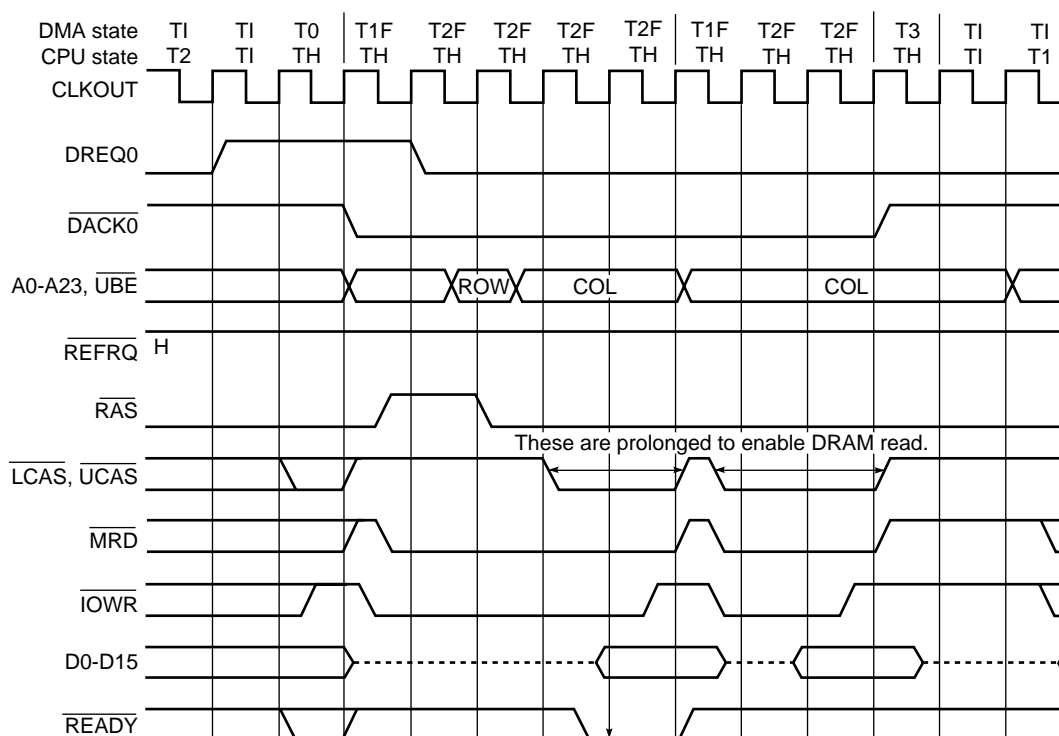 DMA state TI TI T0 T1F T2F T2F T2F T2F T1F T2F T2F T3 TI TI
CPU state T2 TI TH TH TH TH TH TH TH TH TH TH TI T1
CLKOUT
DREQ0
DACK0
A0-A23, UBE ROW COL COL
REFRQ H
RAS
These are prolonged to enable DRAM read.
LCAS, UCAS
MRD
IOWR
D0-D15
READY